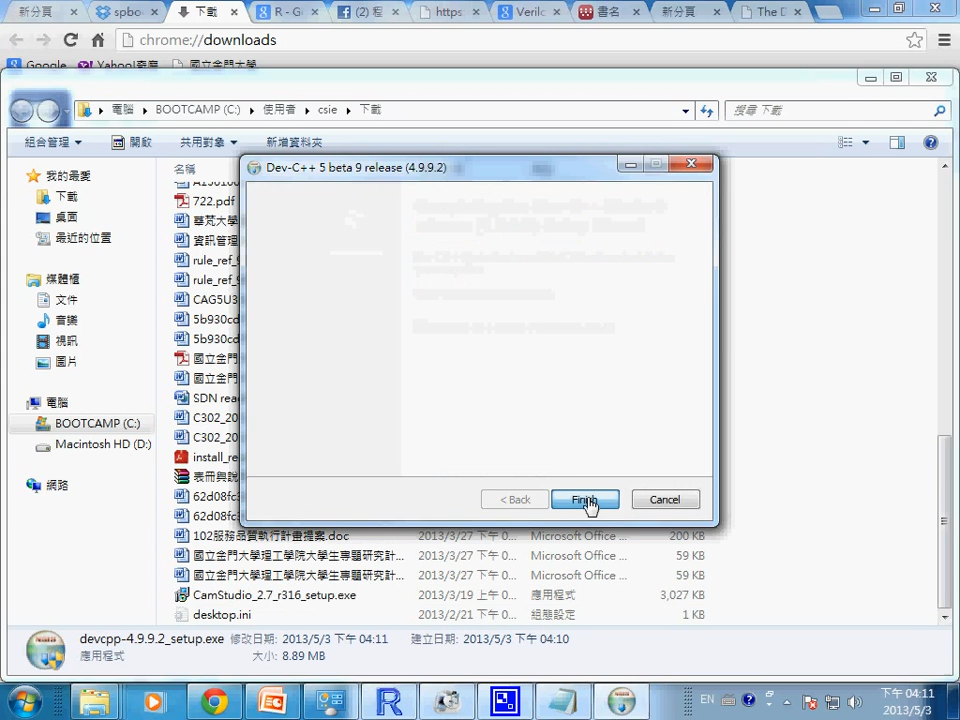 新分頁
spbo
下載
R - G
(2) 程
https
Veril
書名
新分頁
The D
chrome://downloads
Google
Yahoo!奇摩
國立金門大學
電腦
BOOTCAMP (C:)
使用者
csie
下載
搜尋 下載
組合管理
開啟
共用對象
新增資料夾
Dev-C++ 5 beta 9 release (4.9.9.2)
我的最愛
下載
桌面
最近的位置
媒體櫃
文件
音樂
視訊
圖片
電腦
BOOTCAMP (C:)
Macintosh HD (D:)
網路
名稱
722.pdf
華梵大學
資訊管理
rule_ref_
rule_ref_
CAG5U3
5b930cd
5b930cd
國立金門
國立金門
SDN rea
C302_20
C302_20
install_re
表冊與說
62d08fc
62d08fc
< Back
Finish
Cancel
102服務品質執行計畫提案.doc 2013/3/27 下午 0... Microsoft Office ... 200 KB
國立金門大學理工學院大學生專題研究計... 2013/3/27 下午 0... Microsoft Office ... 59 KB
國立金門大學理工學院大學生專題研究計... 2013/3/27 下午 0... Microsoft Office ... 59 KB
CamStudio_2.7_r316_setup.exe 2013/3/19 上午 0... 應用程式 3,027 KB
desktop.ini 2013/2/21 下午 0... 組態設定 1 KB
devcpp-4.9.9.2_setup.exe 修改日期: 2013/5/3 下午 04:11 建立日期: 2013/5/3 下午 04:10
應用程式 大小: 8.89 MB
EN
下午 04:11
2013/5/3